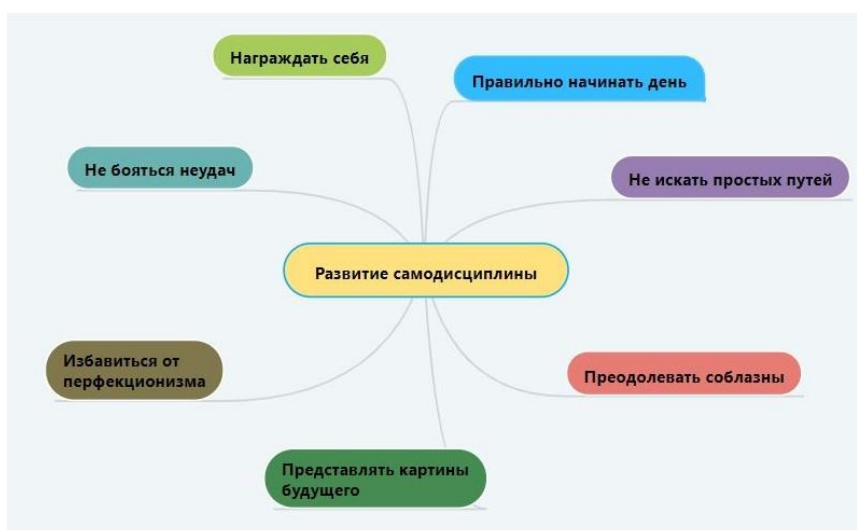 Награждать себя
Правильно начинать день
Не бояться неудач
Не искать простых путей
Развитие самодисциплины
Избавиться от
перфекционизма
Преодолевать соблазны
Представлять картины
будущего